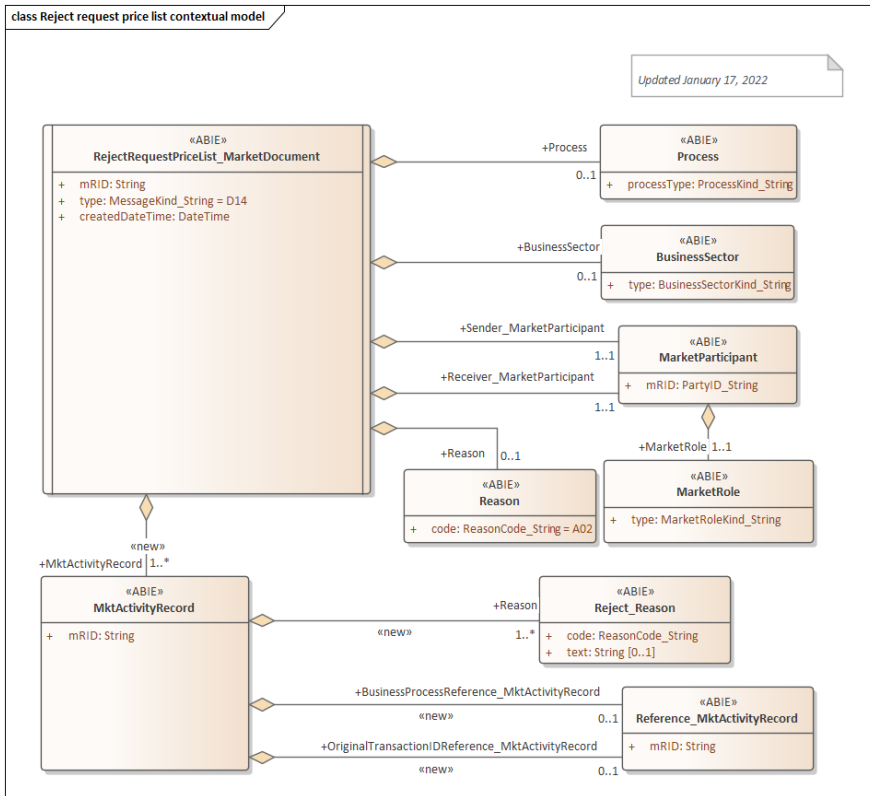 class Reject request price list contextual model
Updated January 17, 2022
«ABIE»
RejectRequestPriceList_MarketDocument
+ mRID: String
+ type: MessageKind_String = D14
+ createdDateTime: DateTime
+Process
0..1
«ABIE»
Process
+ processType: ProcessKind_String
+BusinessSector
0..1
«ABIE»
BusinessSector
+ type: BusinessSectorKind_String
+Sender_MarketParticipant
1..1
+Receiver_MarketParticipant
1..1
«ABIE»
MarketParticipant
+ mRID: PartyID_String
+MarketRole 1..1
«ABIE»
MarketRole
+ type: MarketRoleKind_String
+Reason
0..1
«ABIE»
Reason
+ code: ReasonCode_String = A02
«new»
+MktActivityRecord 1..*
«ABIE»
MktActivityRecord
+ mRID: String
+Reason
«new»
1..*
«ABIE»
Reject_Reason
+ code: ReasonCode_String
+ text: String [0..1]
+BusinessProcessReference_MktActivityRecord
«new»
0..1
+OriginalTransactionIDReference_MktActivityRecord
«new»
0..1
«ABIE»
Reference_MktActivityRecord
+ mRID: String